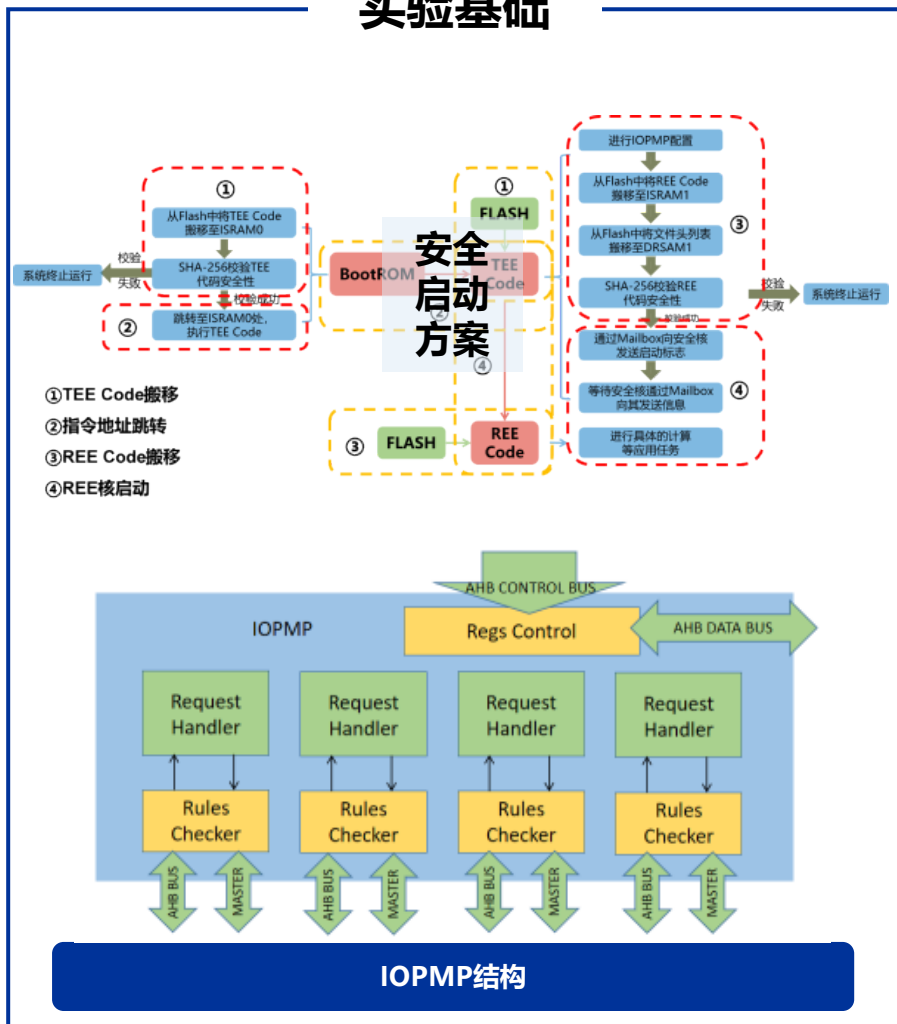 实验基础
①
从Flash中将TEE Code
搬移至ISRAM0
SHA-256校验TEE
代码安全性
校验
失败
系统终止运行
校验成功
②
跳转至ISRAM0处,
执行TEE Code
①TEE Code搬移
②指令地址跳转
③REE Code搬移
④REE核启动
①
FLASH
BootROM
TEE
Code
②
安全
启动
方案
④
③
FLASH
REE
Code
进行IOPMP配置
从Flash中将REE Code
搬移至ISRAM1
从Flash中将文件头列表
搬移至DRSAM1
SHA-256校验REE
代码安全性
③
校验
失败
系统终止运行
校验成功
通过Mailbox向安全核
发送启动标志
等待安全核通过Mailbox
向其发送信息
④
进行具体的计算
等应用任务
AHB CONTROL BUS
IOPMP
Regs Control
AHB DATA BUS
Request
Handler
Request
Handler
Request
Handler
Request
Handler
Rules
Checker
Rules
Checker
Rules
Checker
Rules
Checker
AHB BUS
MASTER
AHB BUS
MASTER
AHB BUS
MASTER
AHB BUS
MASTER
IOPMP结构